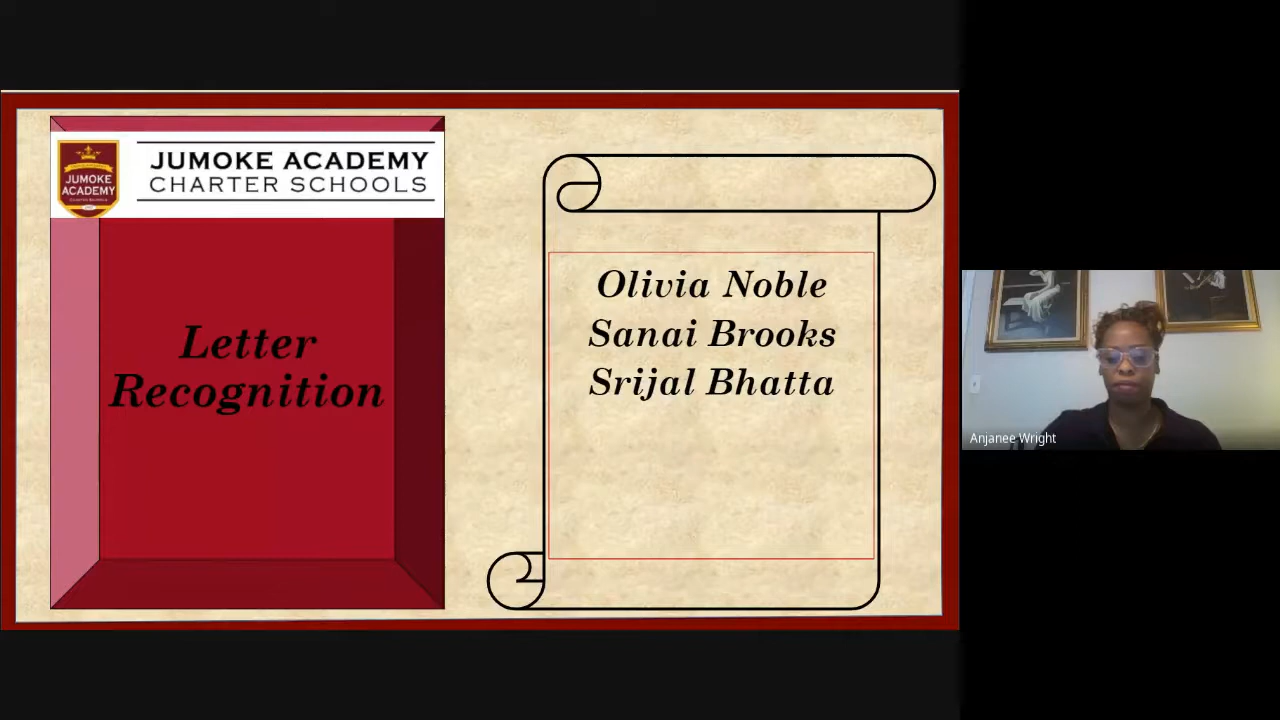 JUMOKE ACADEMY
CHARTER SCHOOLS
JUMOKE
ACADEMY
Letter
Recognition
Olivia Noble
Sanai Brooks
Srijal Bhatta
Anjanee Wright